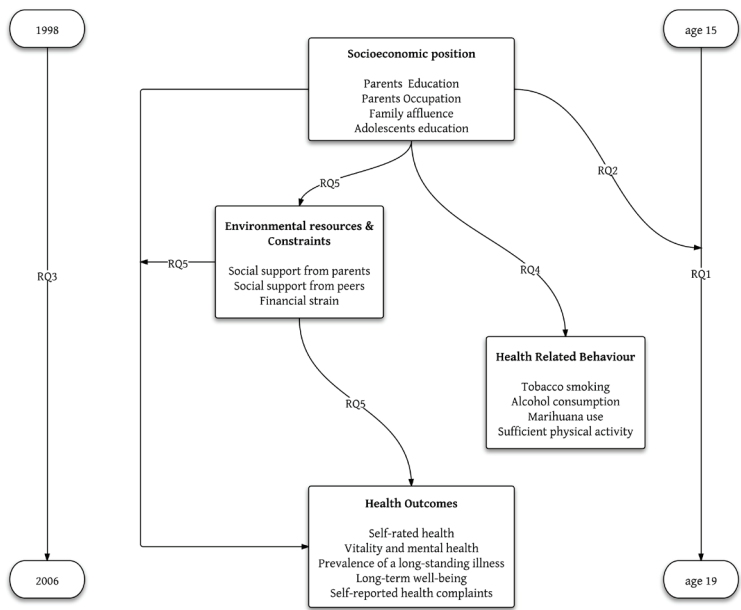 1998
age 15
Socioeconomic position
Parents Education
Parents Occupation
Family affluence
Adolescents education
RQ2
RQ5
Environmental resources &
Constraints
Social support from parents
Social support from peers
Financial strain
RQ5
RQ4
RQ3
RQ1
Health Related Behaviour
Tobacco smoking
Alcohol consumption
Marihuana use
Sufficient physical activity
RQ5
Health Outcomes
Self-rated health
Vitality and mental health
Prevalence of a long-standing illness
Long-term well-being
Self-reported health complaints
2006
age 19